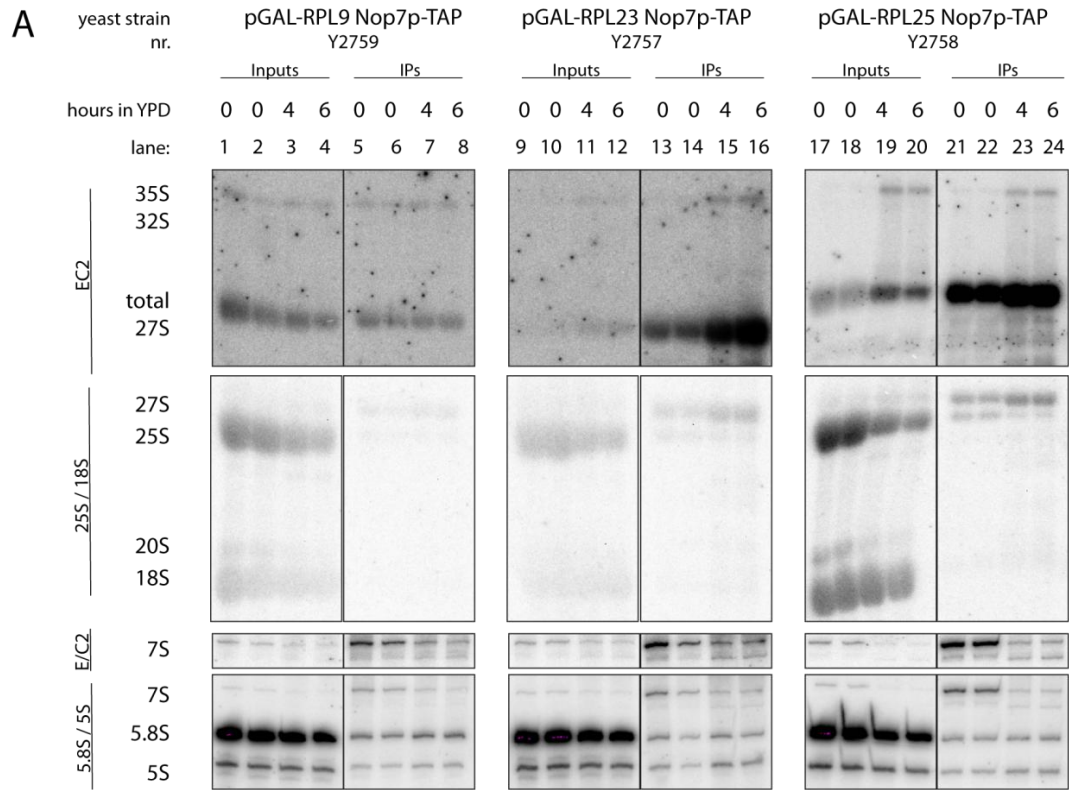 A
yeast strain pGAL-RPL9 Nop7p-TAP pGAL-RPL23 Nop7p-TAP pGAL-RPL25 Nop7p-TAP
nr. Y2759 Y2757 Y2758
Inputs IPs Inputs IPs Inputs IPs
hours in YPD 0 0 4 6 0 0 4 6 0 0 4 6 0 0 4 6 0 0 4 6 0 0 4 6
lane: 1 2 3 4 5 6 7 8 9 10 11 12 13 14 15 16 17 18 19 20 21 22 23 24
EC2
35S
32S
total
27S
25S / 18S
27S
25S
20S
18S
E/C2
7S
5.8S / 5S
7S
5.8S
5S